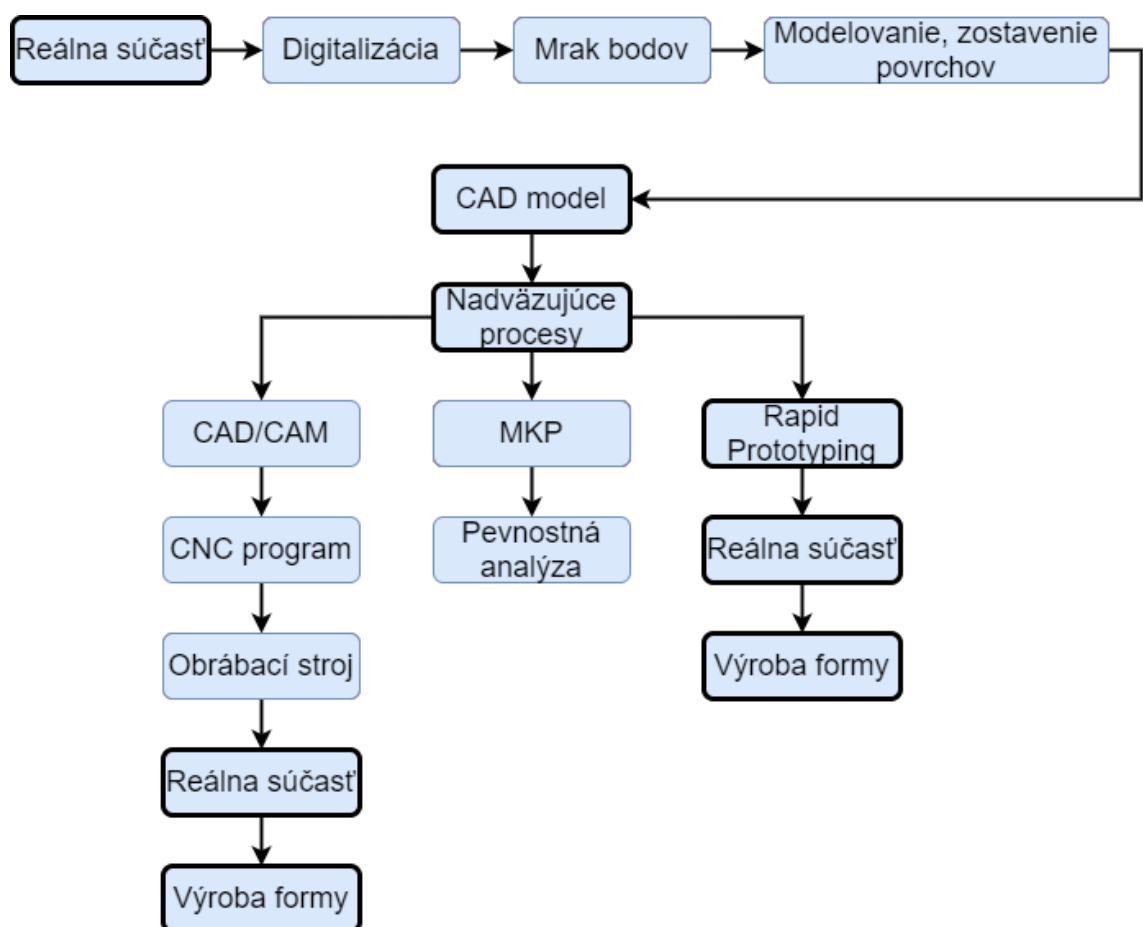 Reálna súčasť
Digitalizácia
Mrak bodov
Modelovanie, zostavenie
povrchov
CAD model
Nadväzujúce
procesy
CAD/CAM
MKP
Rapid
Prototyping
CNC program
Pevnostná
analýza
Reálna súčasť
Obrábací stroj
Výroba formy
Reálna súčasť
Výroba formy